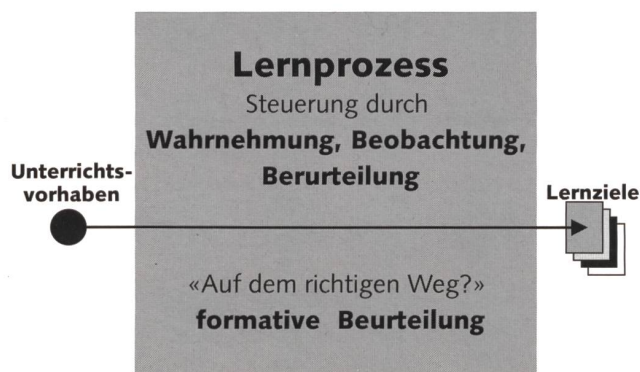 Lernprozess
Steuerung durch
Wahrnehmung, Beobachtung,
Berurteilung
Unterrichts-
vorhaben
Lernziele
«Auf dem richtigen Weg?»
formative Beurteilung